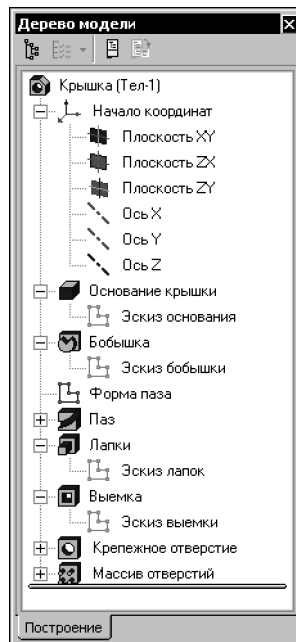 Дерево модели
Крышка (Тел-1)
Начало координат
Плоскость XY
Плоскость ZX
Плоскость ZY
Ось X
Ось Y
Ось Z
Основание крышки
Эскиз основания
Бобышка
Эскиз бобышки
Форма паза
Паз
Лапки
Эскиз лапок
Выемка
Эскиз выемки
Крепежное отверстие
Массив отверстий
Построение